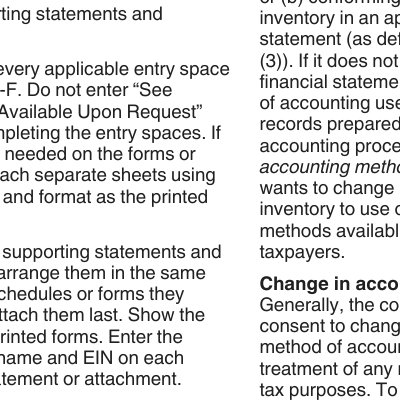 rting statements and
every applicable entry space
-F. Do not enter “See
Available Upon Request”
mpleting the entry spaces. If
needed on the forms or
ach separate sheets using
and format as the printed
supporting statements and
arrange them in the same
chedules or forms they
ttach them last. Show the
rinted forms. Enter the
name and EIN on each
atement or attachment.
inventory in an ap
statement (as def
(3)). If it does not
financial stateme
of accounting use
records prepared
accounting proce
accounting metho
wants to change
inventory to use o
methods availabl
taxpayers.
Change in acco
Generally, the co
consent to chang
method of accour
treatment of any
tax purposes. To